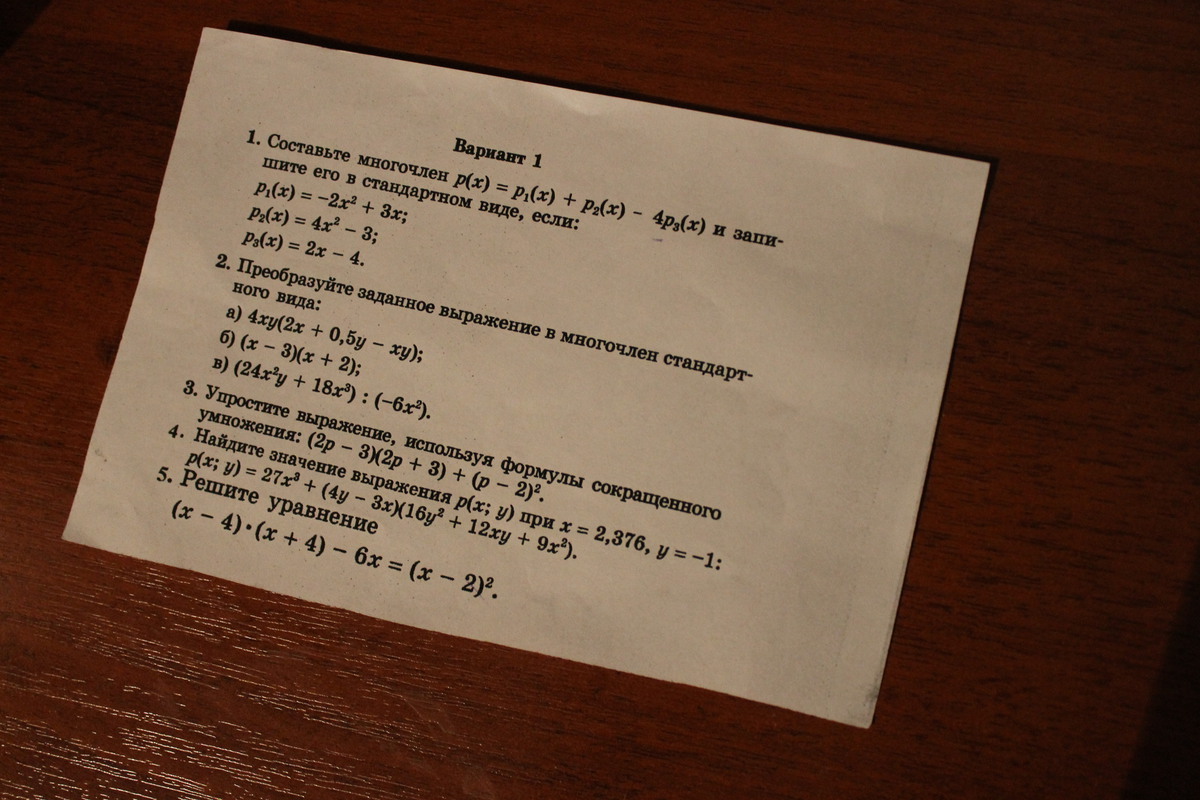 Вариант 1
1. Составьте многочлен p(x) = p₁(x) + p₂(x) – 4p₃(x) и запи-
шите его в стандартном виде, если:
p₁(x) = –2x² + 3x;
p₂(x) = 4x² – 3;
p₃(x) = 2x – 4.
2. Преобразуйте заданное выражение в многочлен стандарт-
ного вида:
а) 4xy(2x + 0,5y – xy);
б) (x – 3)(x + 2);
в) (24x²y + 18x³) : (–6x²).
3. Упростите выражение, используя формулы сокращенного
умножения: (2p – 3)(2p + 3) + (p – 2)².
4. Найдите значение выражения p(x; y) при x = 2,376, y = –1:
p(x; y) = 27x³ + (4y – 3x)(16y² + 12xy + 9x²).
5. Решите уравнение
(x – 4)·(x + 4) – 6x = (x – 2)².